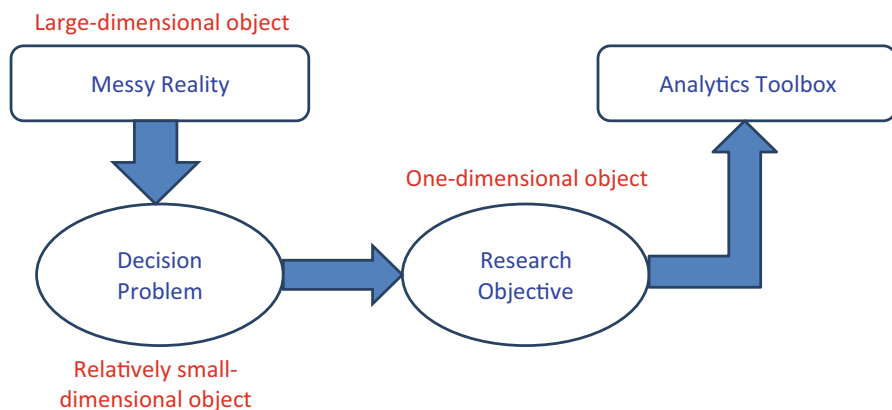 Large-dimensional object
Messy Reality
Analytics Toolbox
One-dimensional object
Decision
Problem
Research
Objective
Relatively small-
dimensional object